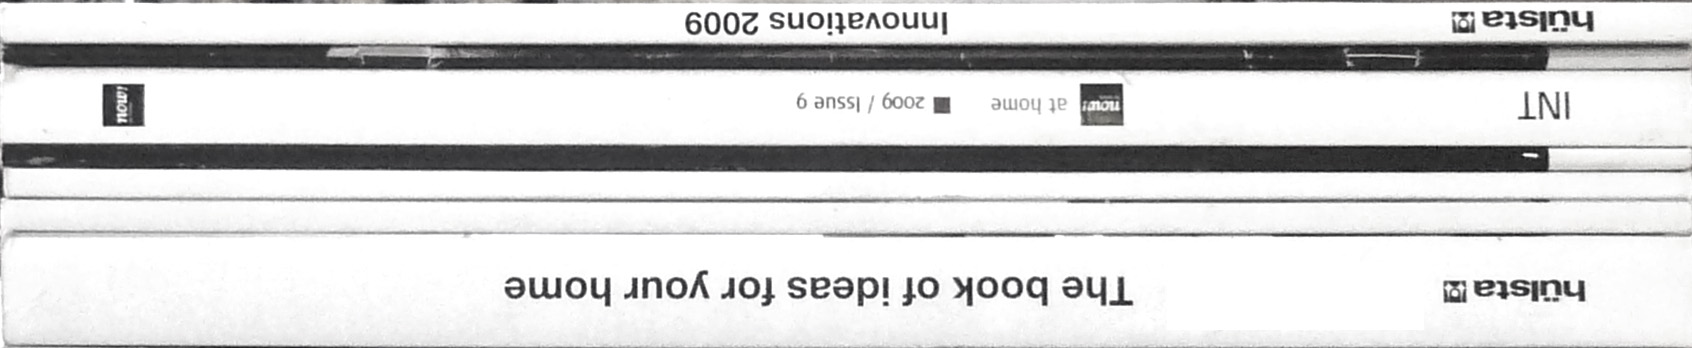 hülsta The book of ideas for your home
INT now! at home 2009 / Issue 9 now!
hülsta Innovations 2009